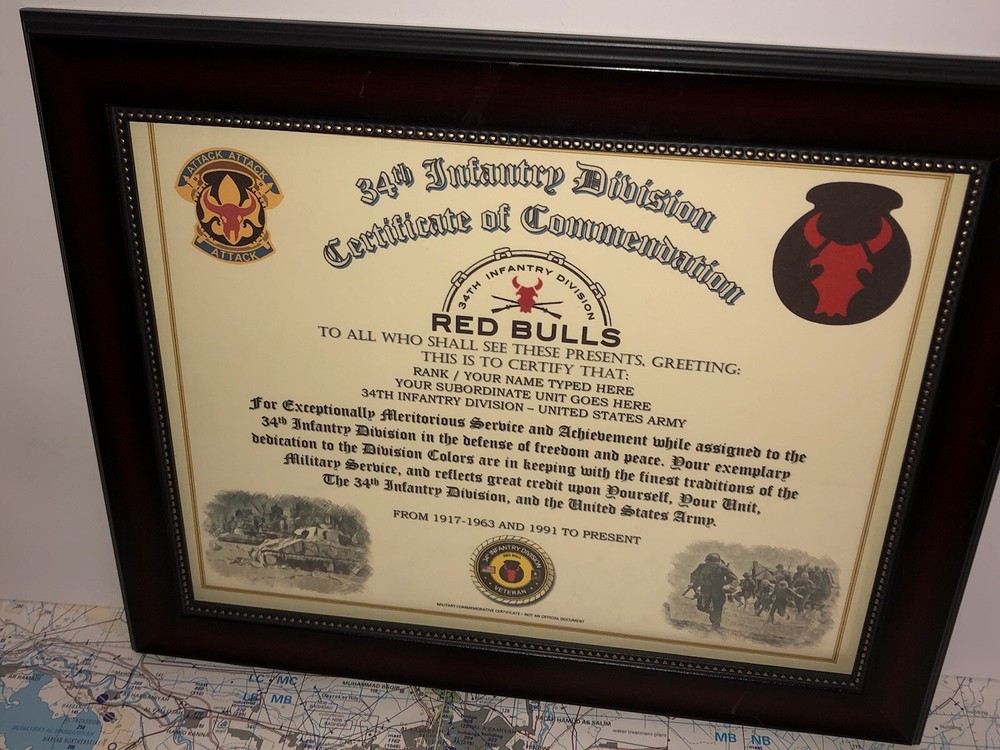 ATTACK ATTACK
ATTACK
34th Infantry Division
Certificate of Commendation
34TH INFANTRY DIVISION
RED BULLS
TO ALL WHO SHALL SEE THESE PRESENTS, GREETING:
THIS IS TO CERTIFY THAT:
RANK / YOUR NAME TYPED HERE
YOUR SUBORDINATE UNIT GOES HERE
34TH INFANTRY DIVISION – UNITED STATES ARMY
For Exceptionally Meritorious Service and Achievement while assigned to the
34th Infantry Division in the defense of freedom and peace. Your exemplary
dedication to the Division Colors are in keeping with the finest traditions of the
Military Service, and reflects great credit upon Yourself, Your Unit,
The 34th Infantry Division, and the United States Army.
FROM 1917-1963 AND 1991 TO PRESENT
INFANTRY DIVISION
VETERAN
MILITARY COMMEMORATIVE CERTIFICATE – NOT AN OFFICIAL DOCUMENT
LC MC
LB MB
MB NB